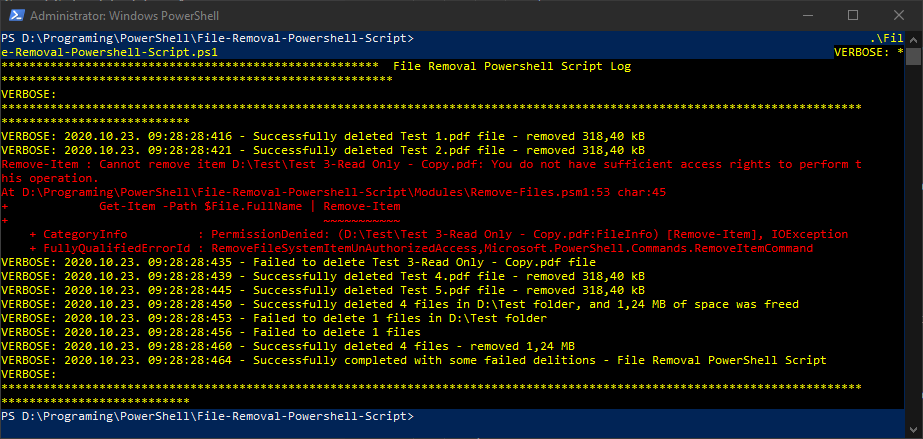 Administrator: Windows PowerShell
PS D:\Programing\PowerShell\File-Removal-Powershell-Script> .\Fil
e-Removal-Powershell-Script.ps1 VERBOSE: *
****************************************************** File Removal Powershell Script Log
********************************************************
VERBOSE:
***************************************************************************************************************************
***************************
VERBOSE: 2020.10.23. 09:28:28:416 - Successfully deleted Test 1.pdf file - removed 318,40 kB
VERBOSE: 2020.10.23. 09:28:28:421 - Successfully deleted Test 2.pdf file - removed 318,40 kB
Remove-Item : Cannot remove item D:\Test\Test 3-Read Only - Copy.pdf: You do not have sufficient access rights to perform t
his operation.
At D:\Programing\PowerShell\File-Removal-Powershell-Script\Modules\Remove-Files.psm1:53 char:45
+             Get-Item -Path $File.FullName | Remove-Item
+                                             ~~~~~~~~~~~
    + CategoryInfo          : PermissionDenied: (D:\Test\Test 3-Read Only - Copy.pdf:FileInfo) [Remove-Item], IOException
    + FullyQualifiedErrorId : RemoveFileSystemItemUnAuthorizedAccess,Microsoft.PowerShell.Commands.RemoveItemCommand
VERBOSE: 2020.10.23. 09:28:28:435 - Failed to delete Test 3-Read Only - Copy.pdf file
VERBOSE: 2020.10.23. 09:28:28:439 - Successfully deleted Test 4.pdf file - removed 318,40 kB
VERBOSE: 2020.10.23. 09:28:28:445 - Successfully deleted Test 5.pdf file - removed 318,40 kB
VERBOSE: 2020.10.23. 09:28:28:450 - Successfully deleted 4 files in D:\Test folder, and 1,24 MB of space was freed
VERBOSE: 2020.10.23. 09:28:28:453 - Failed to delete 1 files in D:\Test folder
VERBOSE: 2020.10.23. 09:28:28:456 - Failed to delete 1 files
VERBOSE: 2020.10.23. 09:28:28:460 - Successfully deleted 4 files - removed 1,24 MB
VERBOSE: 2020.10.23. 09:28:28:464 - Successfully completed with some failed delitions - File Removal PowerShell Script
VERBOSE:
***************************************************************************************************************************
***************************
PS D:\Programing\PowerShell\File-Removal-Powershell-Script>